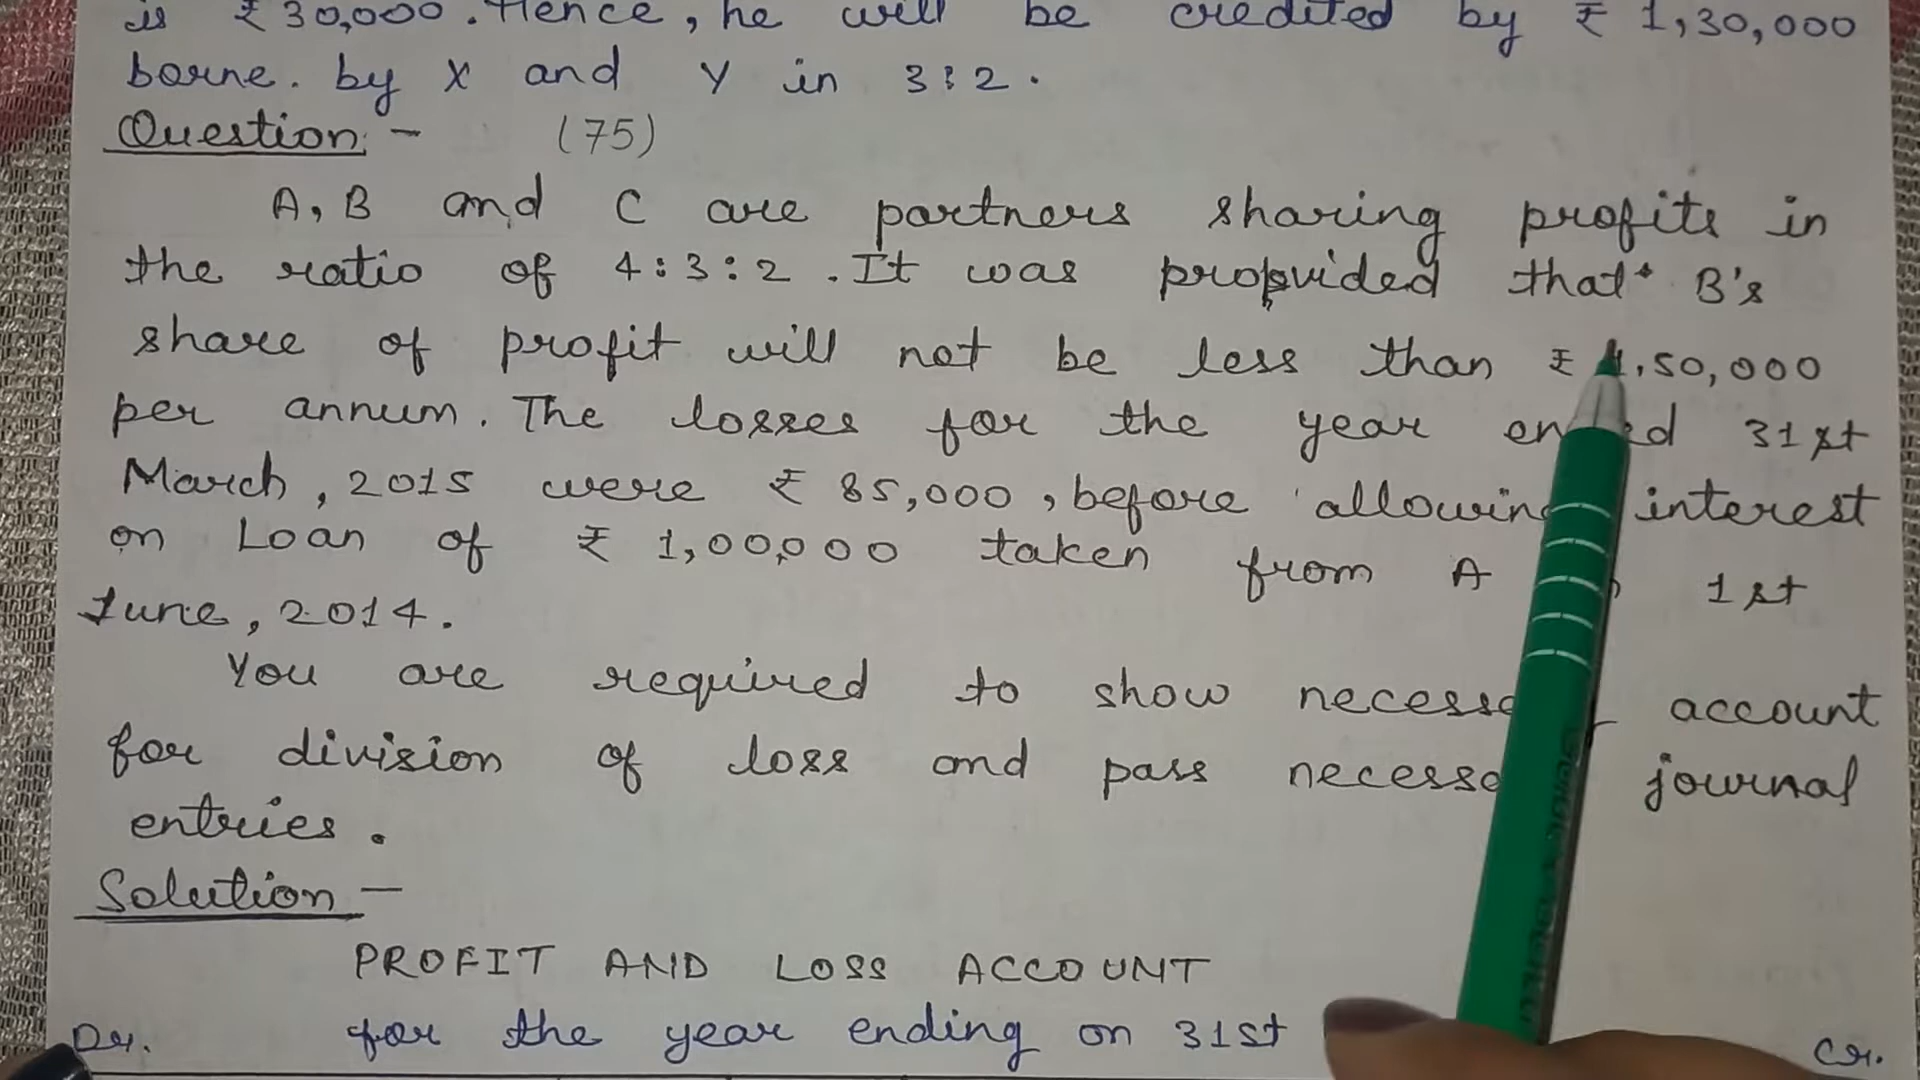 is ₹ 30,000. Hence, he will be credited by ₹ 1,30,000
borne. by X and Y in 3:2.
Question:- (75)
A, B and C are partners sharing profits in
the ratio of 4:3:2. It was propvided that B's
share of profit will not be less than ₹ 1,50,000
per annum. The losses for the year ended 31st
March, 2015 were ₹ 85,000, before allowing interest
on Loan of ₹ 1,00,000 taken from A 1st
June, 2014.
You are required to show necessary account
for division of loss and pass necessary journal
entries.
Solution-
PROFIT AND LOSS ACCOUNT
Dr. for the year ending on 31st Cr.